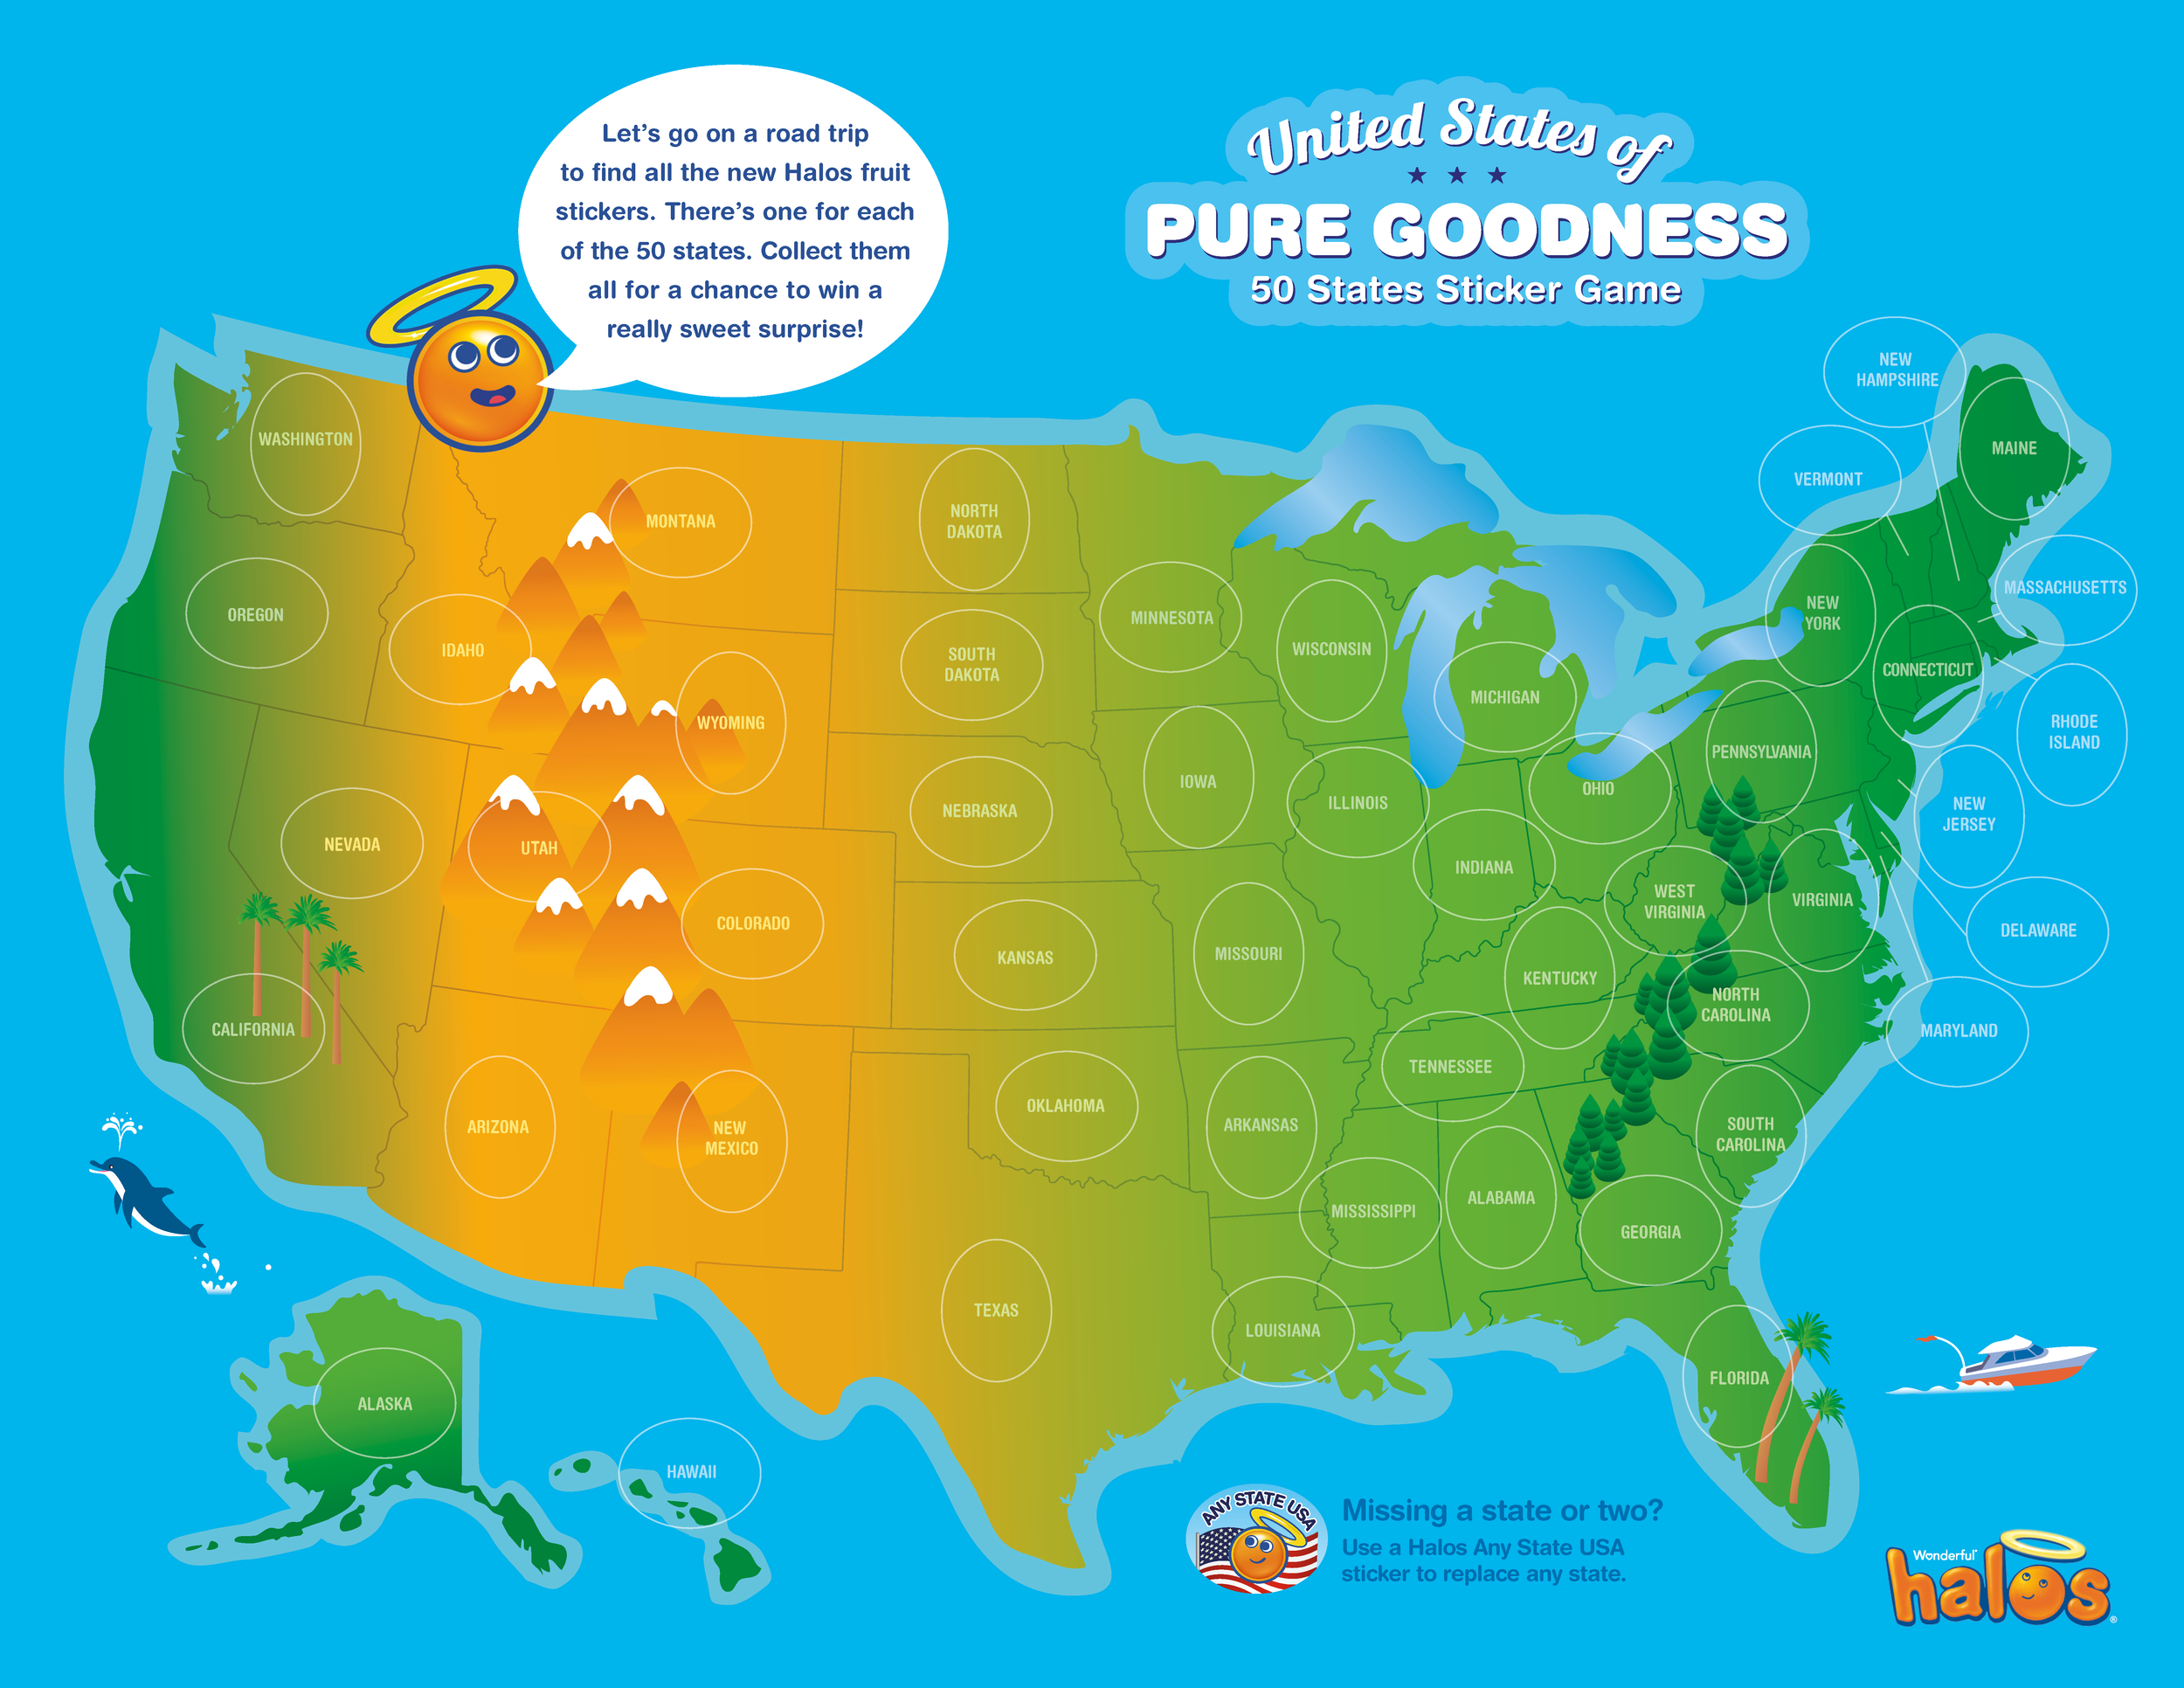 Let's go on a road trip
to find all the new Halos fruit
stickers. There's one for each
of the 50 states. Collect them
all for a chance to win a
really sweet surprise!
United States of
PURE GOODNESS
50 States Sticker Game
NEW
HAMPSHIRE
MAINE
VERMONT
WASHINGTON
MONTANA
NORTH
DAKOTA
MASSACHUSETTS
OREGON
IDAHO
MINNESOTA
WISCONSIN
NEW
YORK
SOUTH
DAKOTA
MICHIGAN
CONNECTICUT
RHODE
ISLAND
WYOMING
PENNSYLVANIA
IOWA
OHIO
NEBRASKA
ILLINOIS
NEW
JERSEY
NEVADA
UTAH
INDIANA
COLORADO
WEST
VIRGINIA
VIRGINIA
DELAWARE
KANSAS
MISSOURI
KENTUCKY
NORTH
CAROLINA
CALIFORNIA
MARYLAND
TENNESSEE
OKLAHOMA
ARIZONA
NEW
MEXICO
ARKANSAS
SOUTH
CAROLINA
MISSISSIPPI
ALABAMA
GEORGIA
TEXAS
LOUISIANA
FLORIDA
ALASKA
HAWAII
ANY STATE USA
Missing a state or two?
Use a Halos Any State USA
sticker to replace any state.
Wonderful
halos®